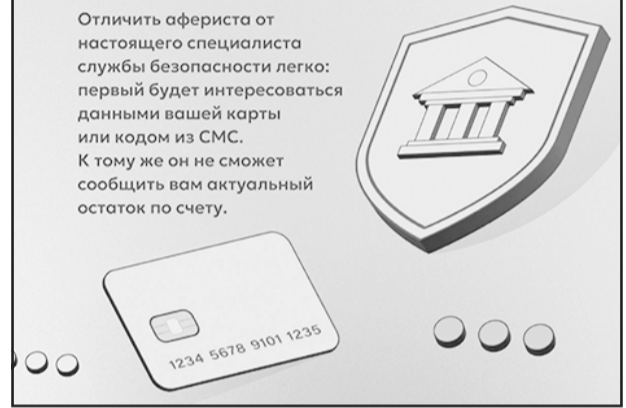 Отличить афериста от
настоящего специалиста
службы безопасности легко:
первый будет интересоваться
данными вашей карты
или кодом из СМС.
К тому же он не сможет
сообщить вам актуальный
остаток по счету.
1234 5678 9101 1235